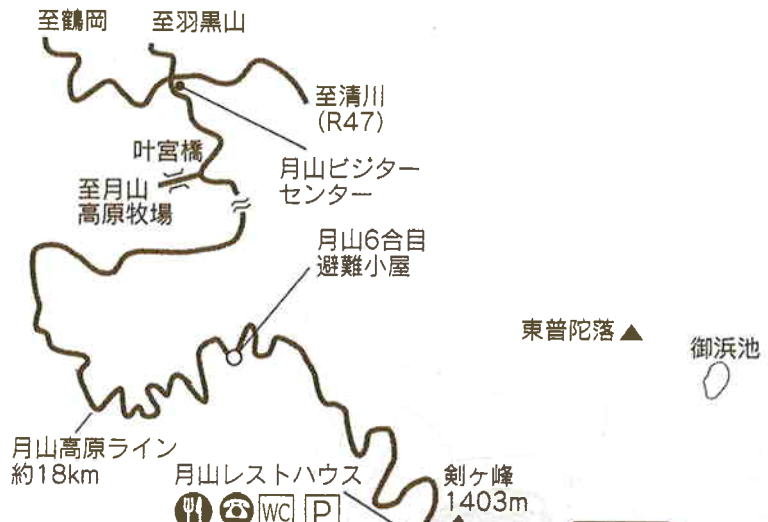 至鶴岡
至羽黒山
至清川
(R47)
叶宮橋
月山ビジター
センター
至月山
高原牧場
月山6合目
避難小屋
東普陀落
御浜池
月山高原ライン
約18km
月山レストハウス
WC P
剣ヶ峰
1403m